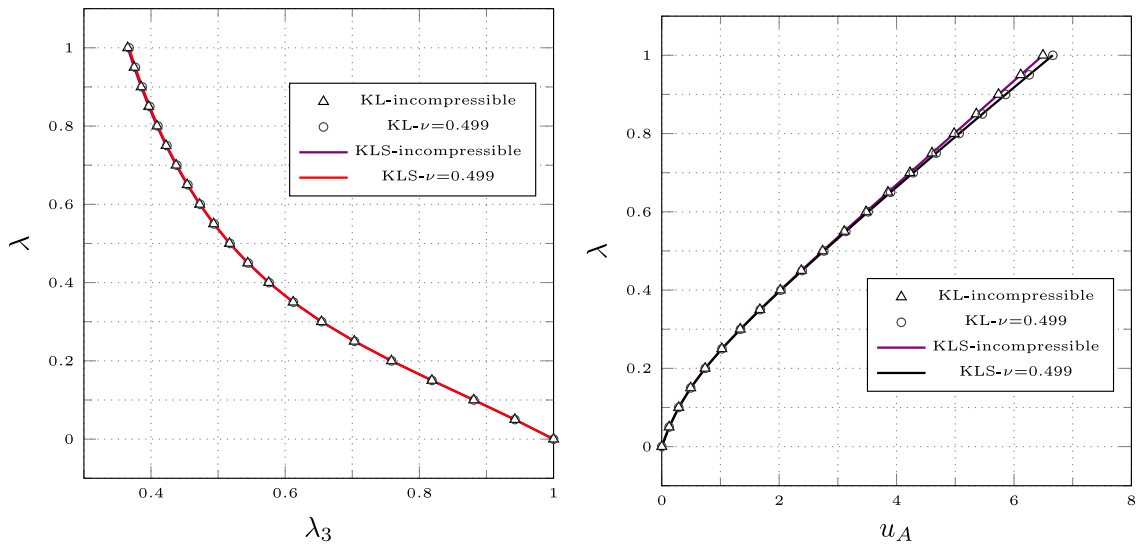 1
0.8
0.6
0.4
0.2
0
λ
0.4
0.6
0.8
1
λ₃
KL-incompressible
KL-ν=0.499
KLS-incompressible
KLS-ν=0.499
1
0.8
0.6
0.4
0.2
0
λ
0
2
4
6
8
u_A
KL-incompressible
KL-ν=0.499
KLS-incompressible
KLS-ν=0.499